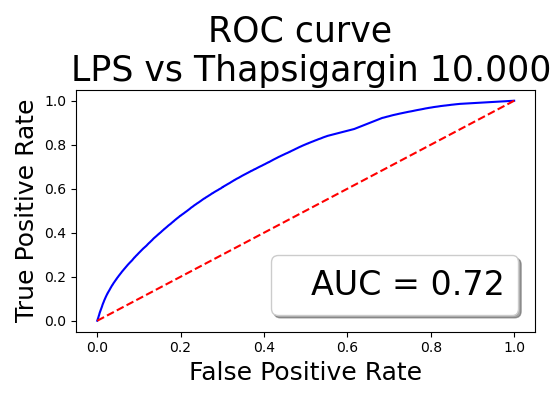 ROC curve
LPS vs Thapsigargin 10.000
True Positive Rate
1.0
0.8
0.6
0.4
0.2
0.0
AUC = 0.72
0.0 0.2 0.4 0.6 0.8 1.0
False Positive Rate